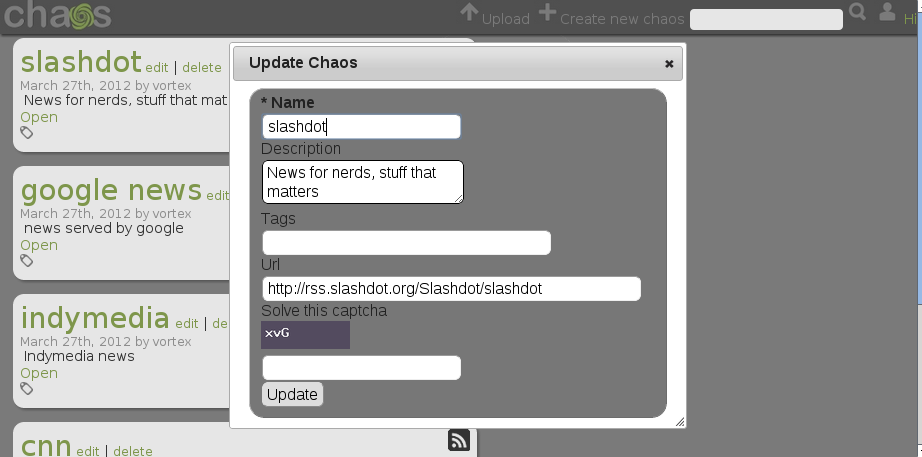 chaos Upload Create new chaos Hi
slashdot edit | delete
March 27th, 2012 by vortex
News for nerds, stuff that mat
Open
google news edit
March 27th, 2012 by vortex
news served by google
Open
indymedia edit | de
March 27th, 2012 by vortex
Indymedia news
Open
cnn edit | delete
Update Chaos
* Name
slashdot
Description
News for nerds, stuff that
matters
Tags
Url
http://rss.slashdot.org/Slashdot/slashdot
Solve this captcha
xvG
Update